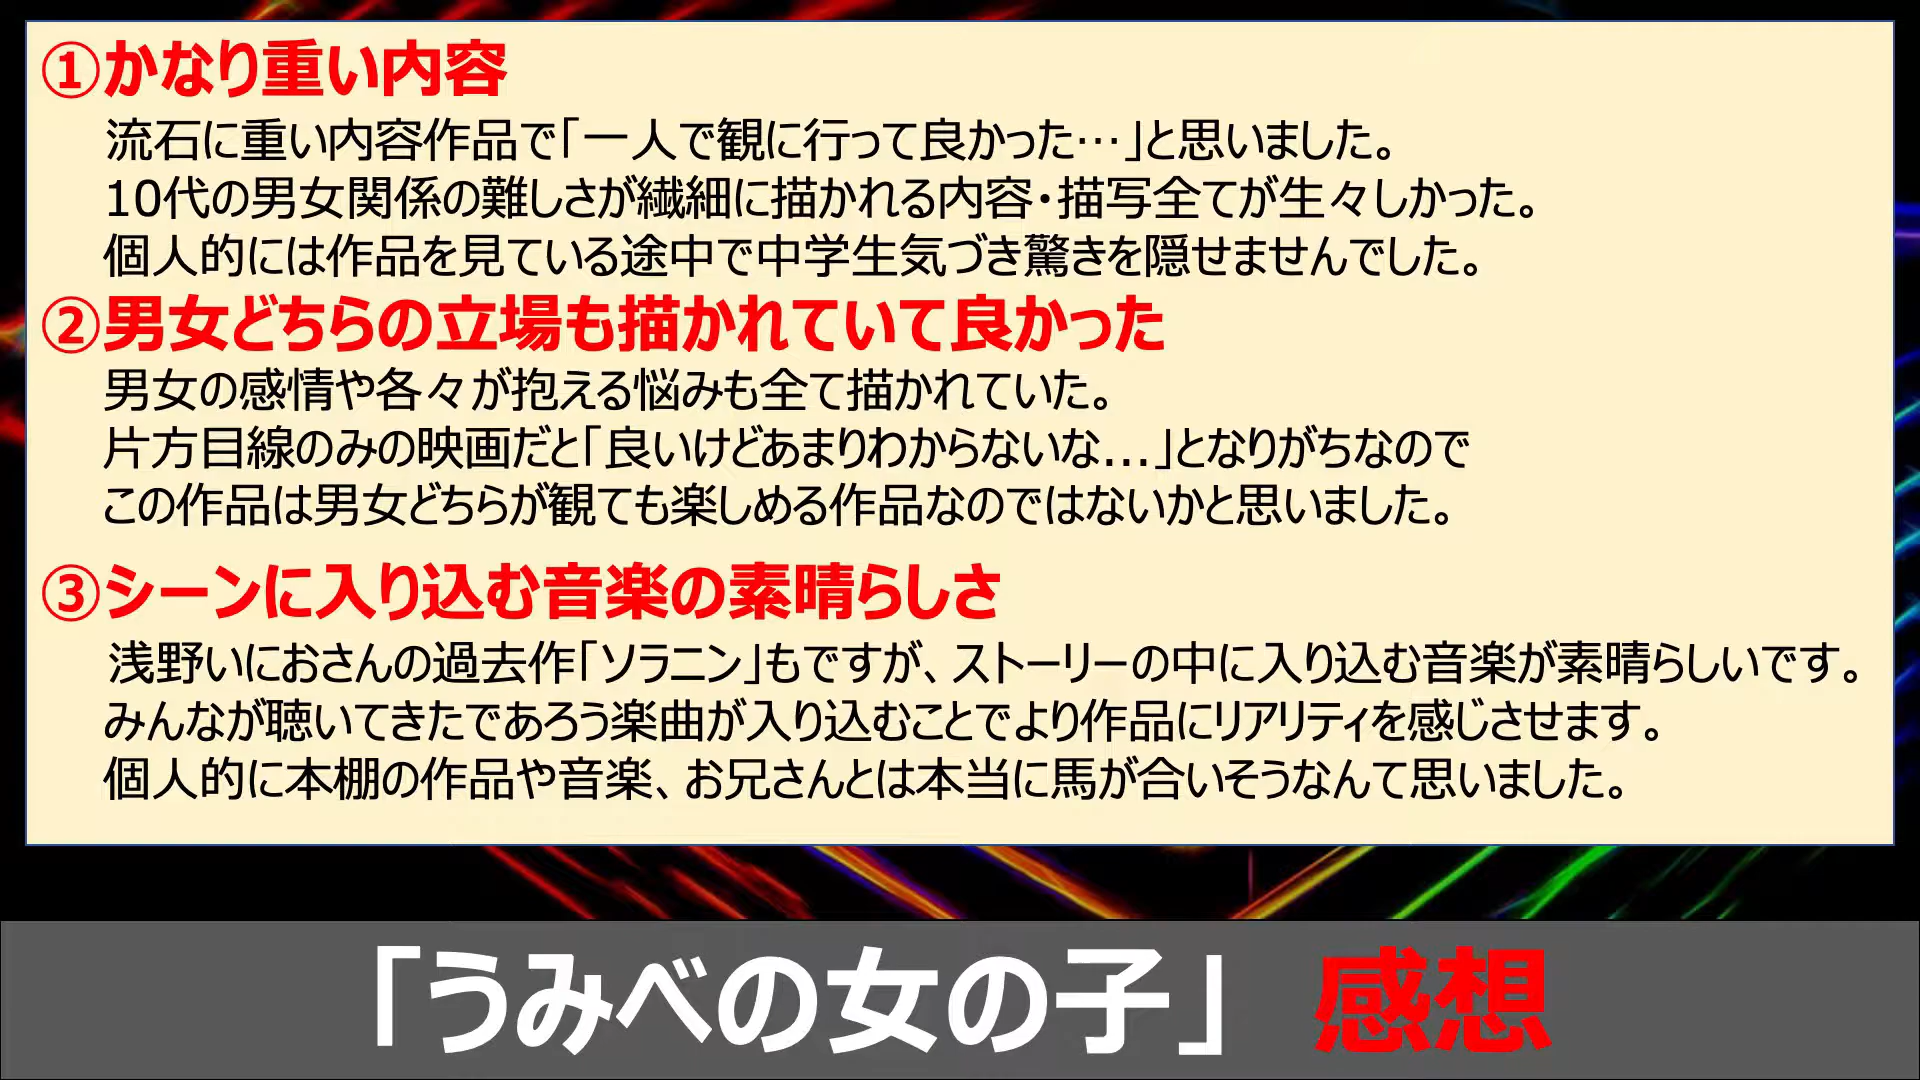 ①かなり重い内容
流石に重い内容作品で「一人で観に行って良かった…」と思いました。
10代の男女関係の難しさが繊細に描かれる内容・描写全てが生々しかった。
個人的には作品を見ている途中で中学生気づき驚きを隠せませんでした。
②男女どちらの立場も描かれていて良かった
男女の感情や各々が抱える悩みも全て描かれていた。
片方目線のみの映画だと「良いけどあまりわからないな...」となりがちなので
この作品は男女どちらが観ても楽しめる作品なのではないかと思いました。
③シーンに入り込む音楽の素晴らしさ
浅野いにおさんの過去作「ソラニン」もですが、ストーリーの中に入り込む音楽が素晴らしいです。
みんなが聴いてきたであろう楽曲が入り込むことでより作品にリアリティを感じさせます。
個人的に本棚の作品や音楽、お兄さんとは本当に馬が合いそうなんて思いました。
「うみべの女の子」 感想